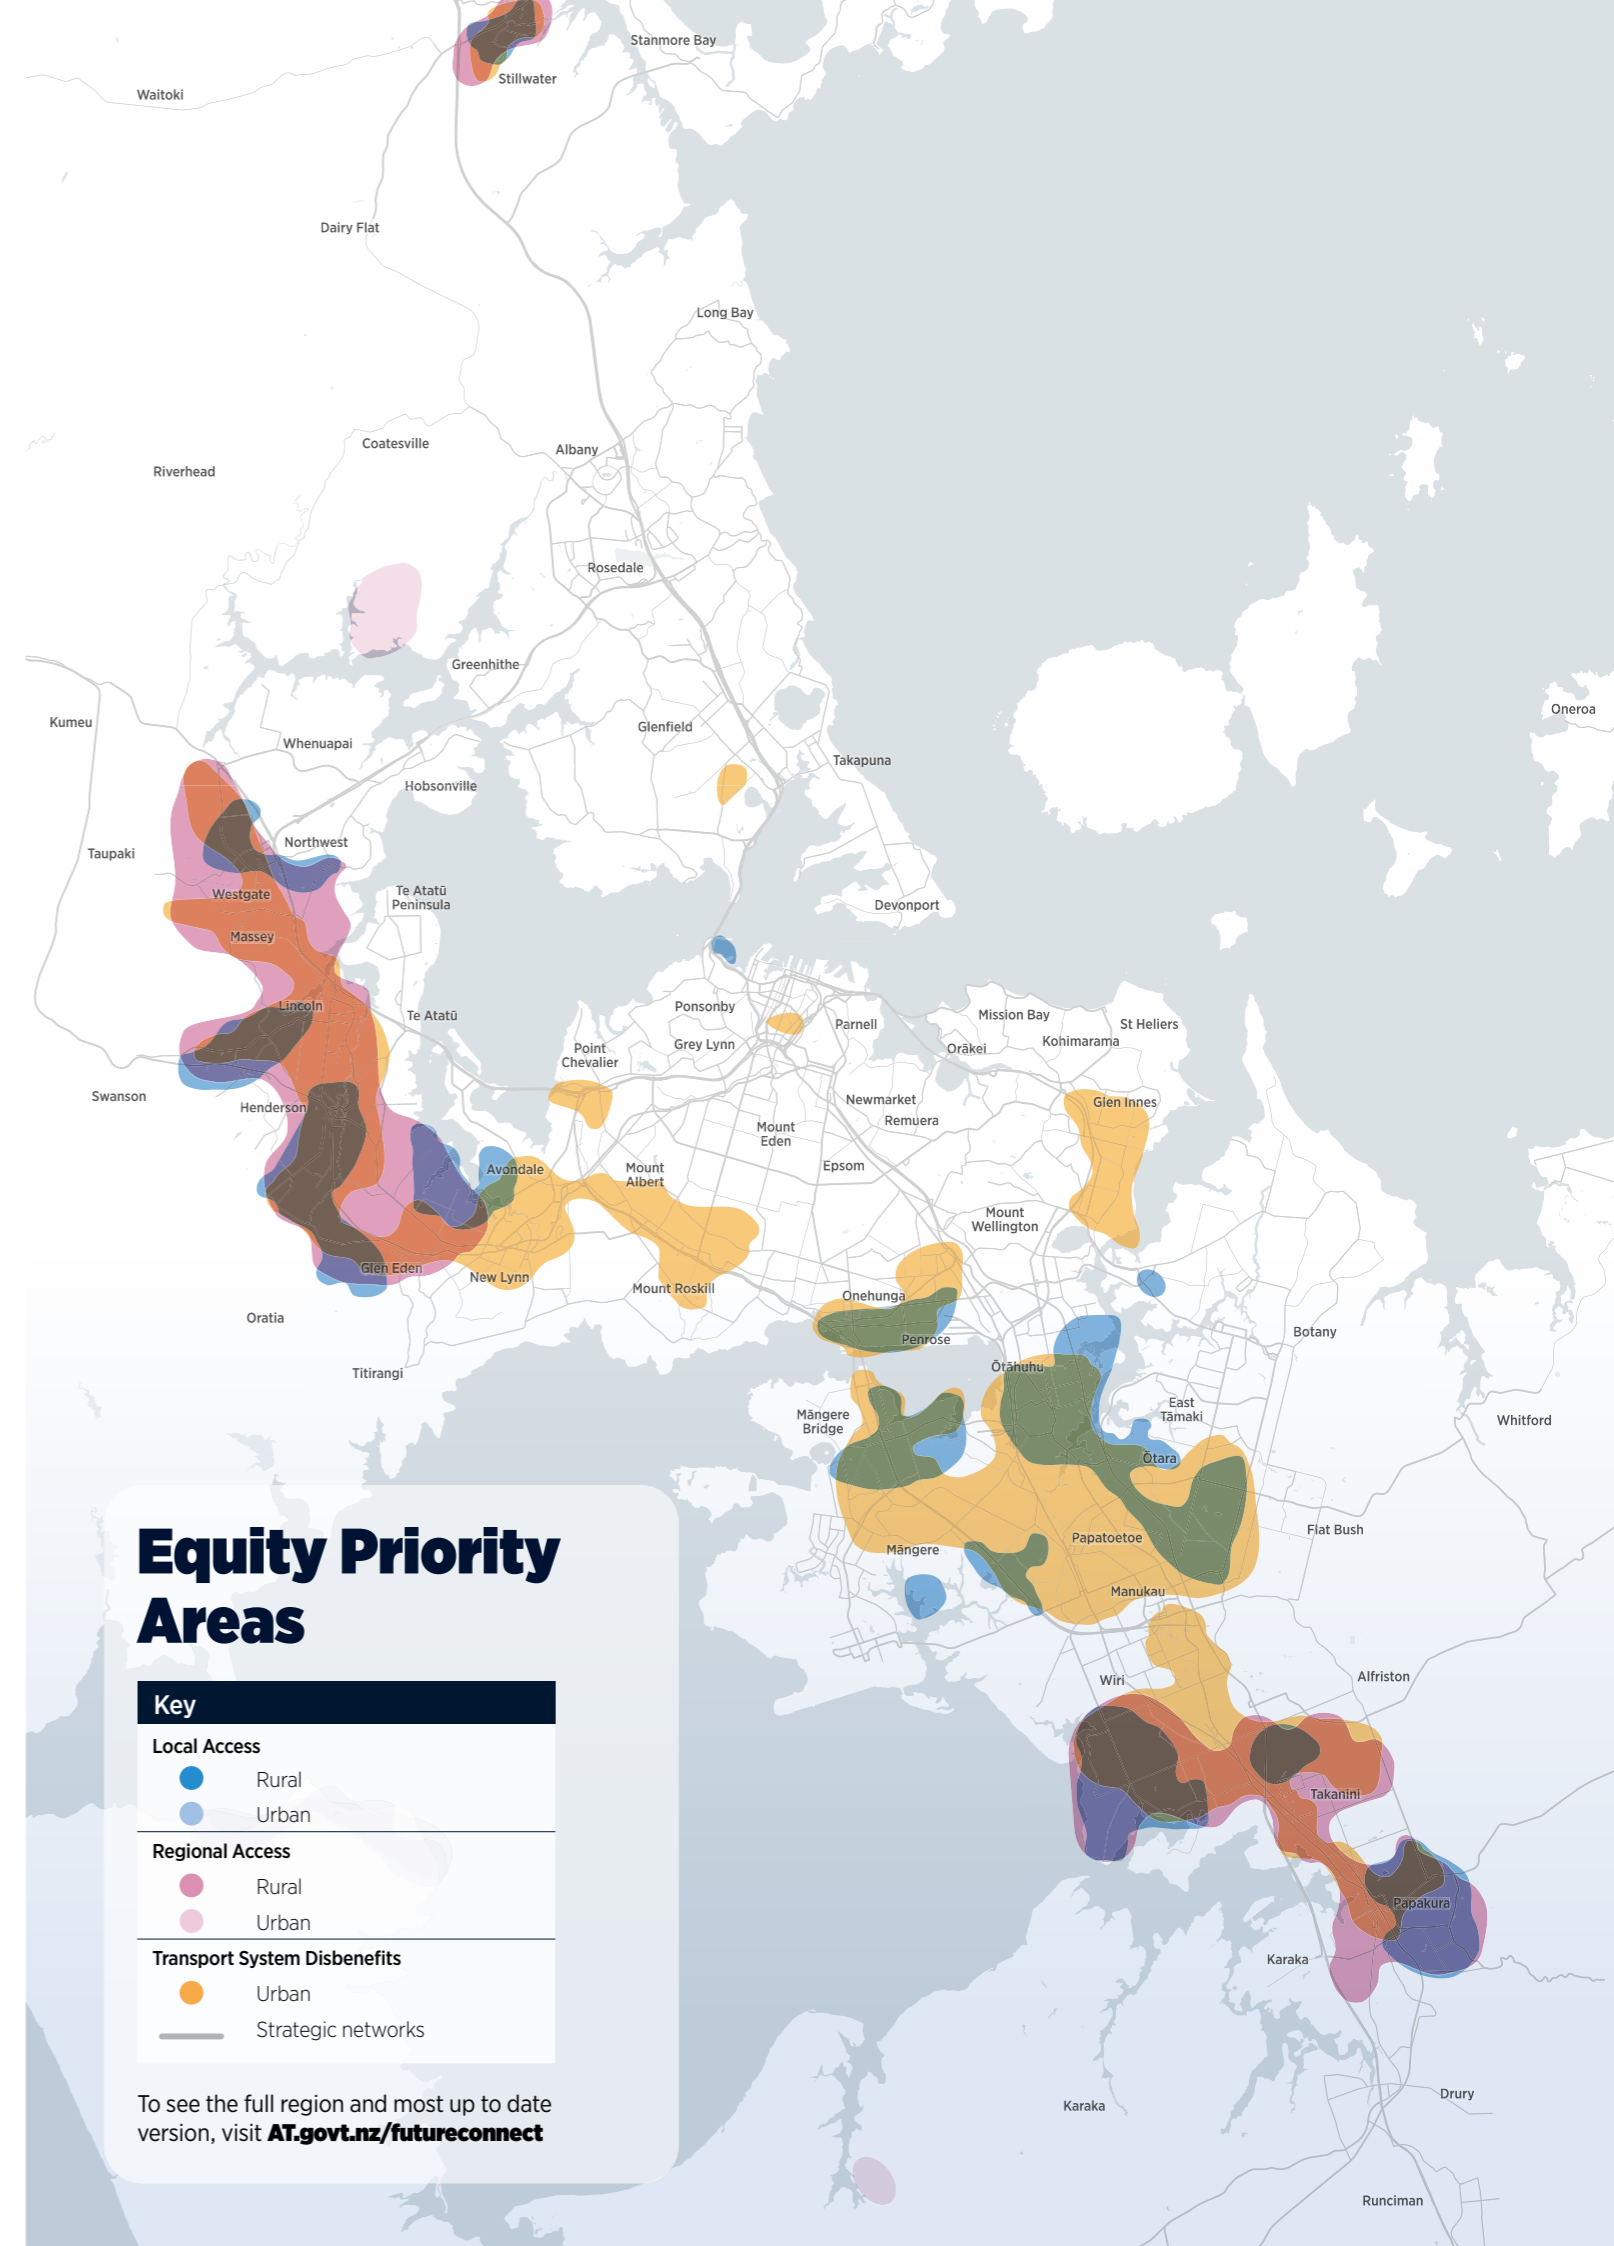 Stanmore Bay
Stillwater
Waitoki
Dairy Flat
Long Bay
Coatesville
Albany
Riverhead
Rosedale
Greenhithe
Kumeu
Oneroa
Glenfield
Whenuapai
Takapuna
Hobsonville
Northwest
Taupaki
Te Atatū
Peninsula
Westgate
Devonport
Massey
Lincoln
Te Atatū
Ponsonby
Mission Bay
St Heliers
Parnell
Grey Lynn
Kohimarama
Orākei
Point
Chevalier
Swanson
Henderson
Newmarket
Glen Innes
Remuera
Mount
Eden
Avondale
Mount
Albert
Epsom
Mount
Wellington
Glen Eden
New Lynn
Mount Roskill
Onehunga
Oratia
Penrose
Botany
Titirangi
Ōtāhuhu
Māngere
Bridge
East
Tāmaki
Whitford
Ōtara
Flat Bush
Papatoetoe
Māngere
Manukau
Wiri
Alfriston
Takanini
Papakura
Karaka
Karaka
Drury
Runciman
Equity Priority
Areas
Key
Local Access
Rural
Urban
Regional Access
Rural
Urban
Transport System Disbenefits
Urban
Strategic networks
To see the full region and most up to date
version, visit AT.govt.nz/futureconnect